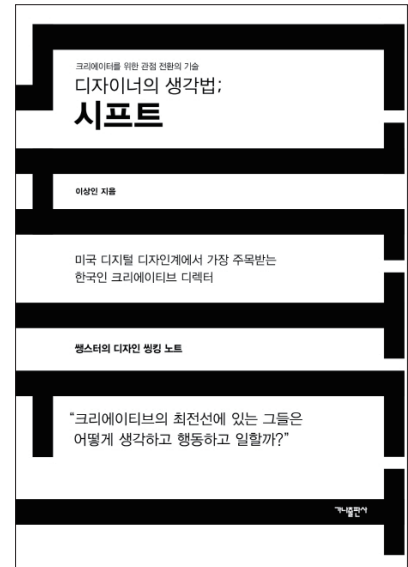 크리에이터를 위한 관점 전환의 기술
디자이너의 생각법;
시프트
이상인 지음
미국 디지털 디자인계에서 가장 주목받는
한국인 크리에이티브 디렉터
쌩스터의 디자인 씽킹 노트
“크리에이티브의 최전선에 있는 그들은
어떻게 생각하고 행동하고 일할까?”
가나출판사